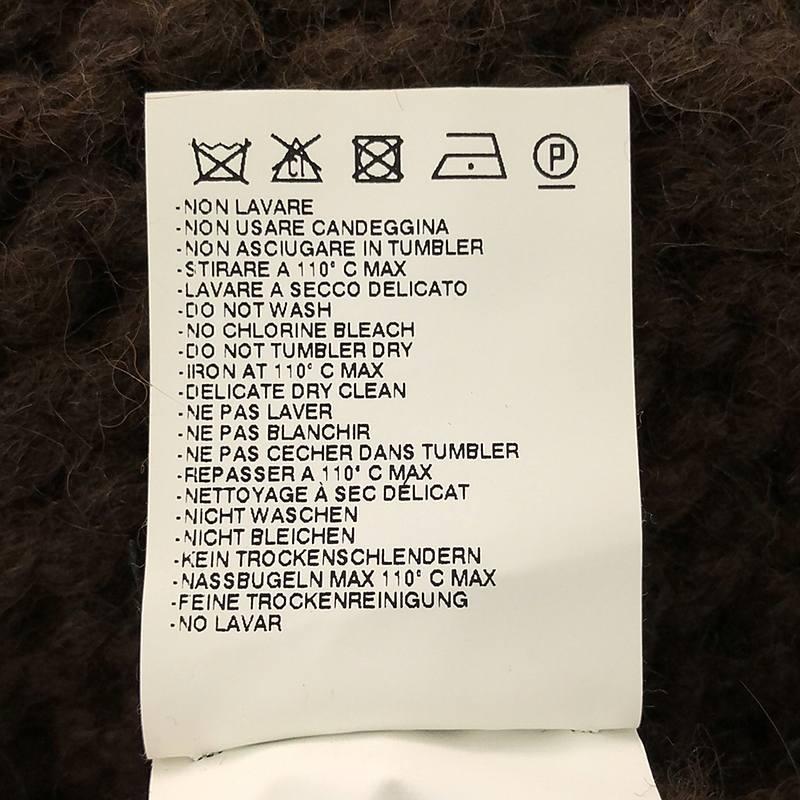 CL
P
-NON LAVARE
-NON USARE CANDEGGINA
-NON ASCIUGARE IN TUMBLER
-STIRARE A 110° C MAX
-LAVARE A SECCO DELICATO
-DO NOT WASH
-NO CHLORINE BLEACH
-DO NOT TUMBLER DRY
-IRON AT 110° C MAX
-DELICATE DRY CLEAN
-NE PAS LAVER
-NE PAS BLANCHIR
-NE PAS CECHER DANS TUMBLER
-REPASSER A 110° C MAX
-NETTOYAGE À SEC DÉLICAT
-NICHT WASCHEN
-NICHT BLEICHEN
-KEIN TROCKENSCHLENDERN
-NASSBUGELN MAX 110° C MAX
-FEINE TROCKENREINIGUNG
-NO LAVAR